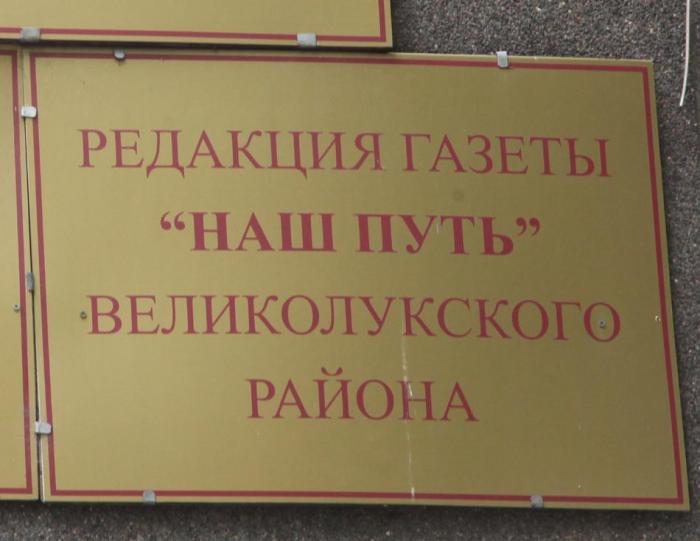 РЕДАКЦИЯ ГАЗЕТЫ
“НАШ ПУТЬ”
ВЕЛИКОЛУКСКОГО
РАЙОНА